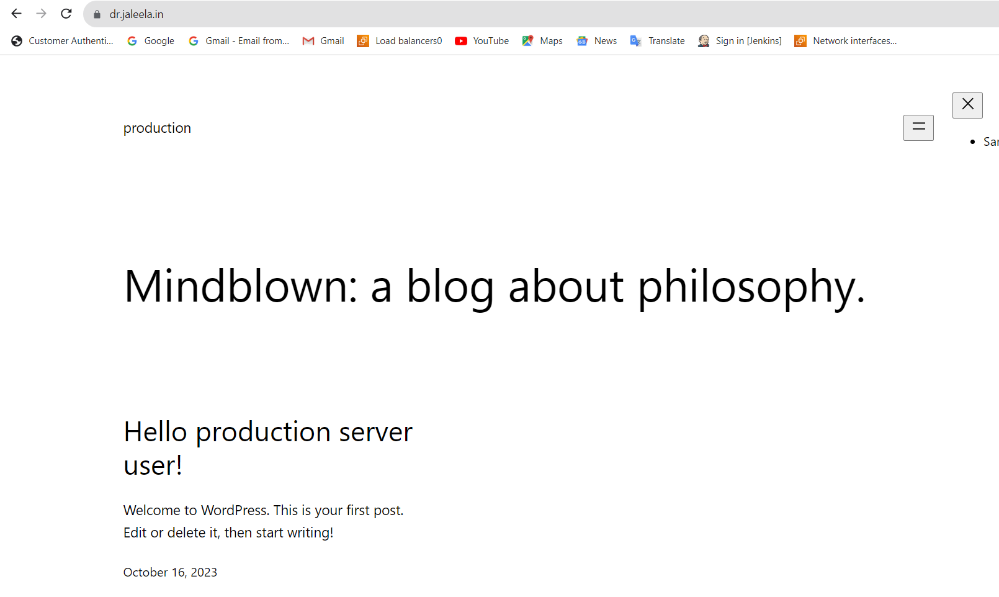 dr.jaleela.in
Customer Authenti... Google Gmail - Email from... Gmail Load balancers0 YouTube Maps News Translate Sign in [Jenkins] Network interfaces...
production
Mindblown: a blog about philosophy.
Hello production server
user!
Welcome to WordPress. This is your first post.
Edit or delete it, then start writing!
October 16, 2023